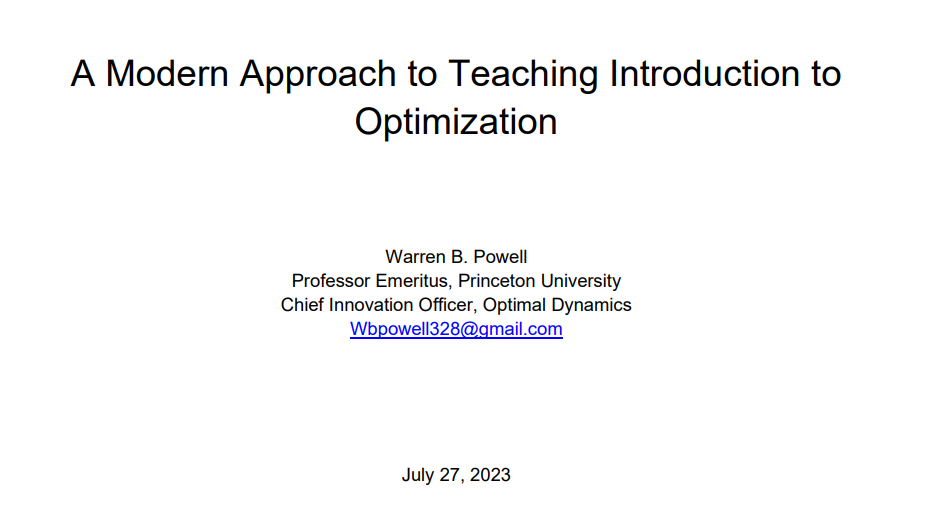 A Modern Approach to Teaching Introduction to
Optimization
Warren B. Powell
Professor Emeritus, Princeton University
Chief Innovation Officer, Optimal Dynamics
Wbpowell328@gmail.com
July 27, 2023